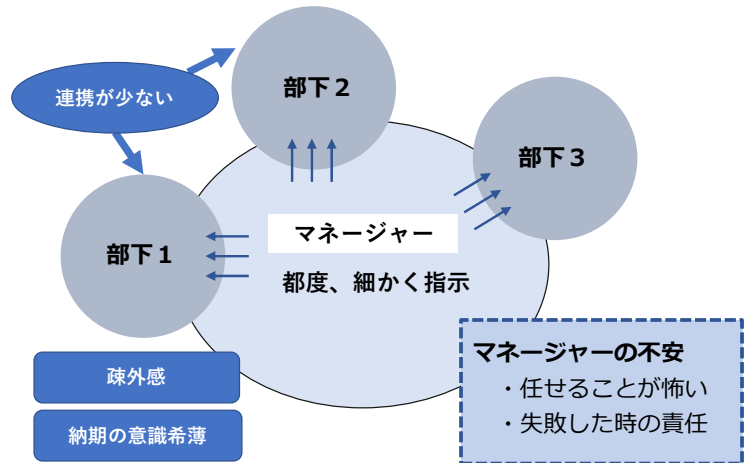 連携が少ない
部下２
部下３
部下１
マネージャー
都度、細かく指示
疎外感
納期の意識希薄
マネージャーの不安
・任せることが怖い
・失敗した時の責任